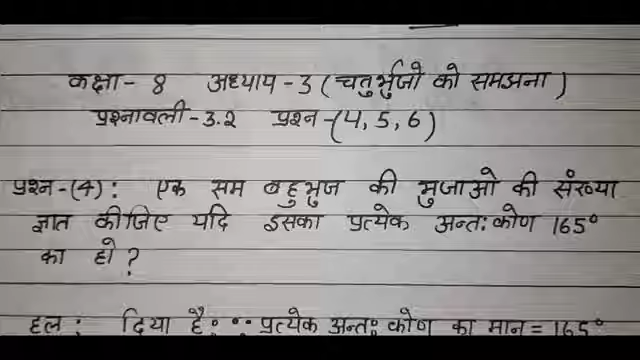 कक्षा - 8 अध्याय - 3 (चतुर्भुजो को समझना)
प्रश्नावली - 3.2 प्रश्न - (4, 5, 6)
प्रश्न - (4) : एक सम बहुभुज की भुजाओ की संख्या
ज्ञात कीजिए यदि इसका प्रत्येक अन्त: कोण 165°
का हो ?
हल : दिया है: ∵ प्रत्येक अन्त: कोण का मान = 165°